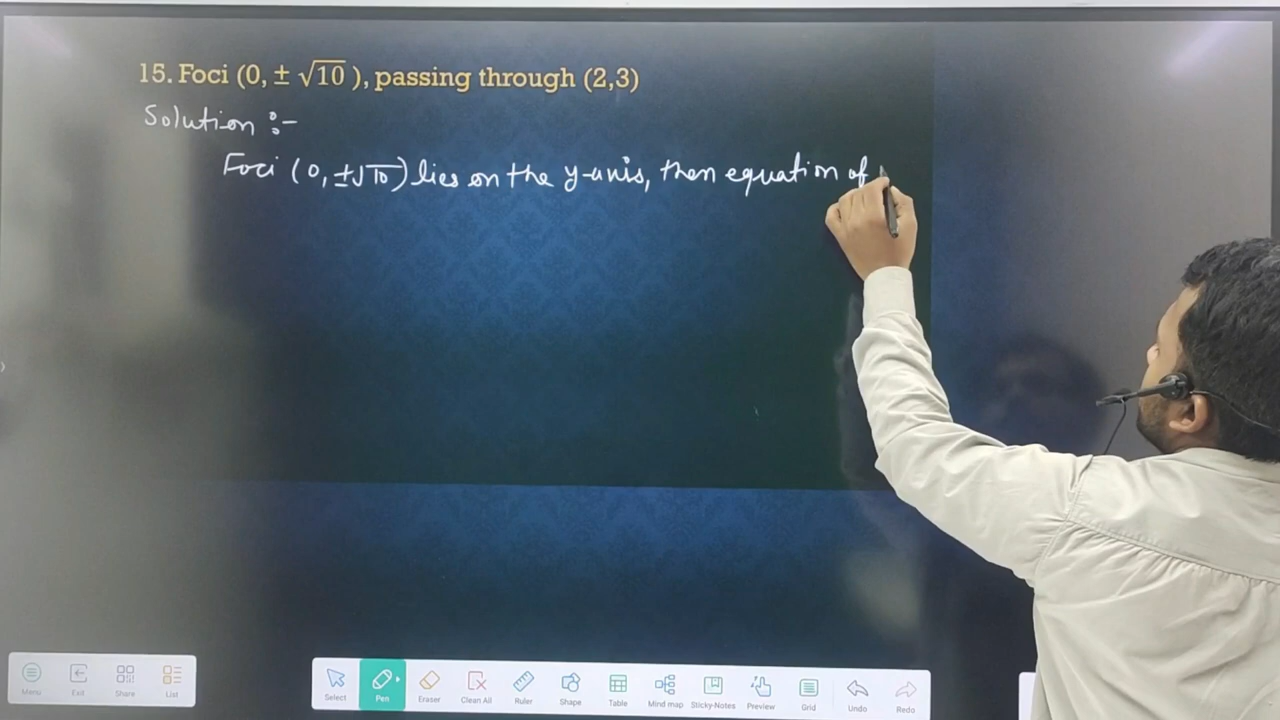 15. Foci (0, ± √10 ), passing through (2,3)
Solution :-
Foci (0, ±√10) lies on the y-axis, then equation of
Menu Exit Share List Select Pen Eraser Clean All Ruler Shape Table Mind map Sticky-Notes Preview Grid Undo Redo